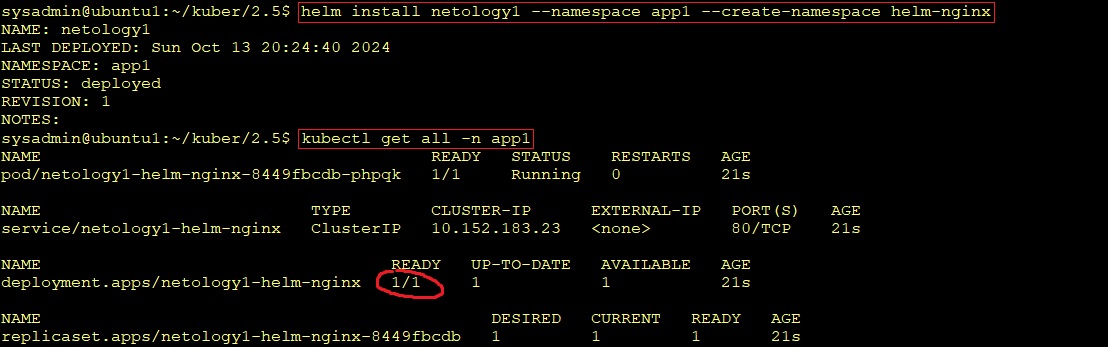 sysadmin@ubuntu1:~/kuber/2.5$ helm install netology1 --namespace app1 --create-namespace helm-nginx
NAME: netology1
LAST DEPLOYED: Sun Oct 13 20:24:40 2024
NAMESPACE: app1
STATUS: deployed
REVISION: 1
NOTES:
sysadmin@ubuntu1:~/kuber/2.5$ kubectl get all -n app1
NAME READY STATUS RESTARTS AGE
pod/netology1-helm-nginx-8449fbcdb-phpqk 1/1 Running 0 21s
NAME TYPE CLUSTER-IP EXTERNAL-IP PORT(S) AGE
service/netology1-helm-nginx ClusterIP 10.152.183.23 <none> 80/TCP 21s
NAME READY UP-TO-DATE AVAILABLE AGE
deployment.apps/netology1-helm-nginx 1/1 1 1 21s
NAME DESIRED CURRENT READY AGE
replicaset.apps/netology1-helm-nginx-8449fbcdb 1 1 1 21s